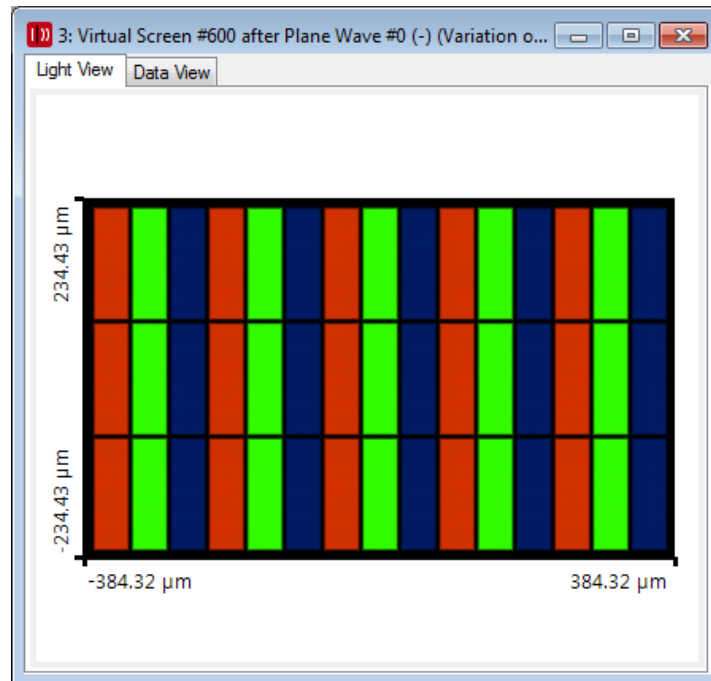 3: Virtual Screen #600 after Plane Wave #0 (-) (Variation o...
Light View Data View
234.43 µm
-234.43 µm
-384.32 µm 384.32 µm